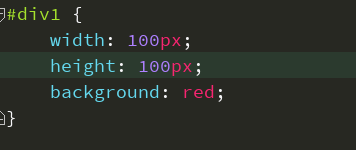 #div1 {
    width: 100px;
    height: 100px;
    background: red;
}